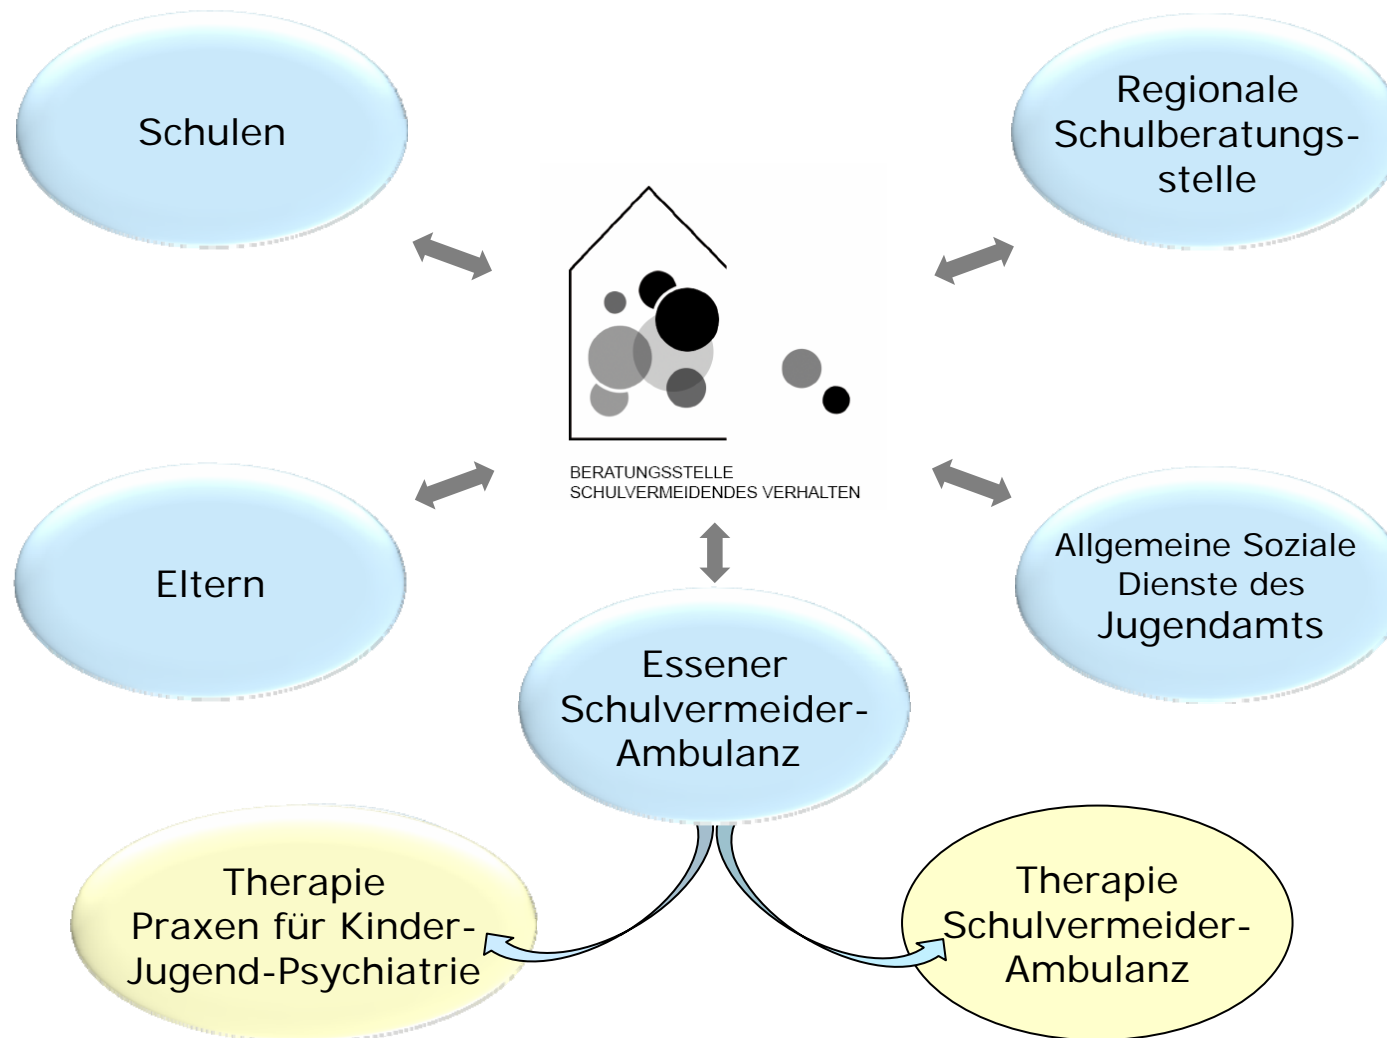 Schulen
Regionale
Schulberatungs-
stelle
BERATUNGSSTELLE
SCHULVERMEIDENDES VERHALTEN
Eltern
Allgemeine Soziale
Dienste des
Jugendamts
Essener
Schulvermeider-
Ambulanz
Therapie
Praxen für Kinder-
Jugend-Psychiatrie
Therapie
Schulvermeider-
Ambulanz